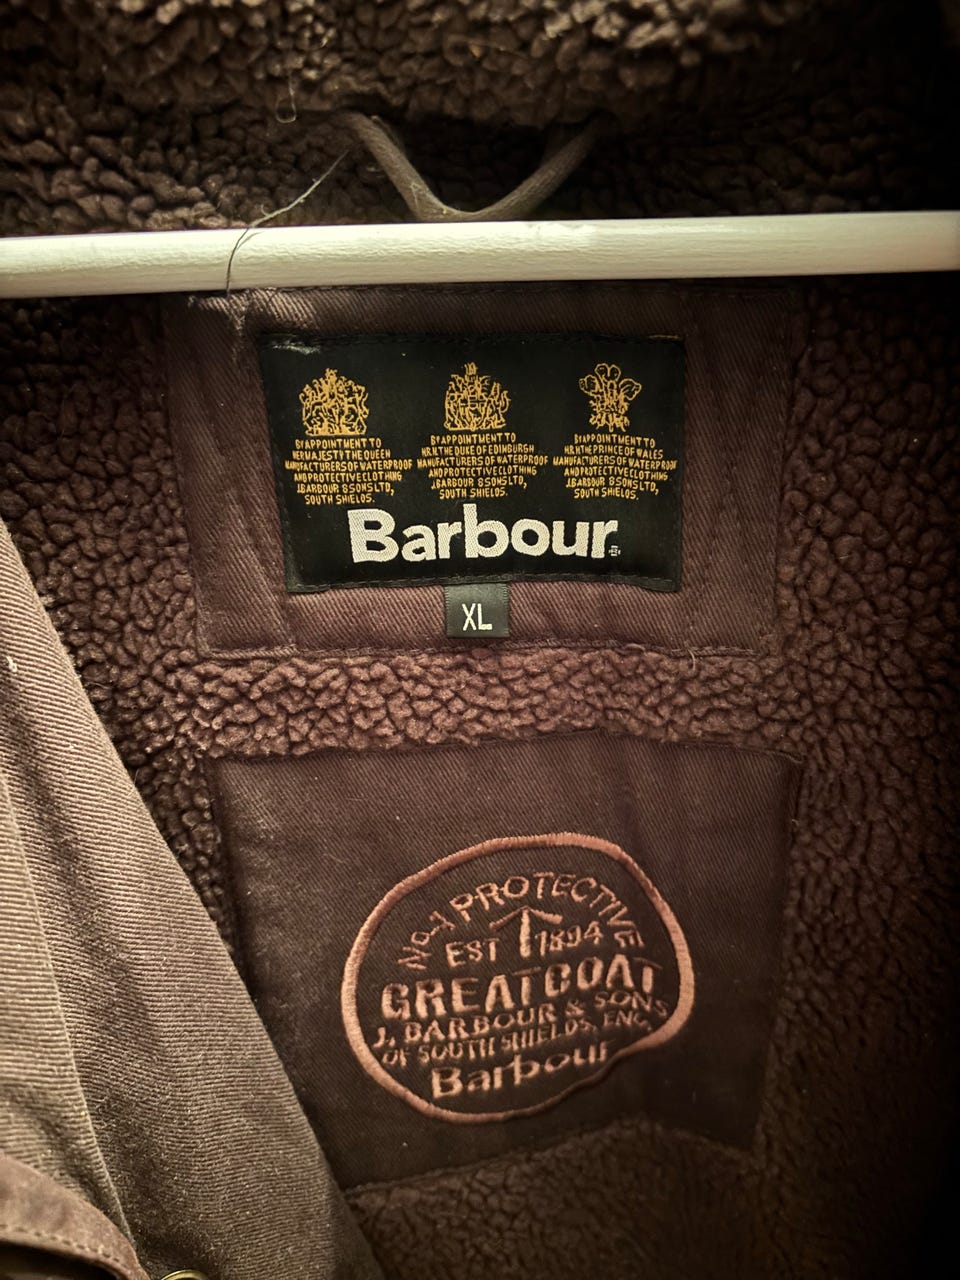 BY APPOINTMENT TO
HER MAJESTY THE QUEEN
MANUFACTURERS OF WATERPROOF
AND PROTECTIVE CLOTHING
J.BARBOUR & SONS LTD,
SOUTH SHIELDS.
BY APPOINTMENT TO
H.R.H. THE DUKE OF EDINBURGH
MANUFACTURERS OF WATERPROOF
AND PROTECTIVE CLOTHING
J.BARBOUR & SONS LTD,
SOUTH SHIELDS.
BY APPOINTMENT TO
H.R.H. THE PRINCE OF WALES
MANUFACTURERS OF WATERPROOF
AND PROTECTIVE CLOTHING
J.BARBOUR & SONS LTD,
SOUTH SHIELDS.
Barbour
XL
No.1 PROTECTIVE
EST 1894
GREATCOAT
J. BARBOUR & SONS
OF SOUTH SHIELDS, ENG.
Barbour